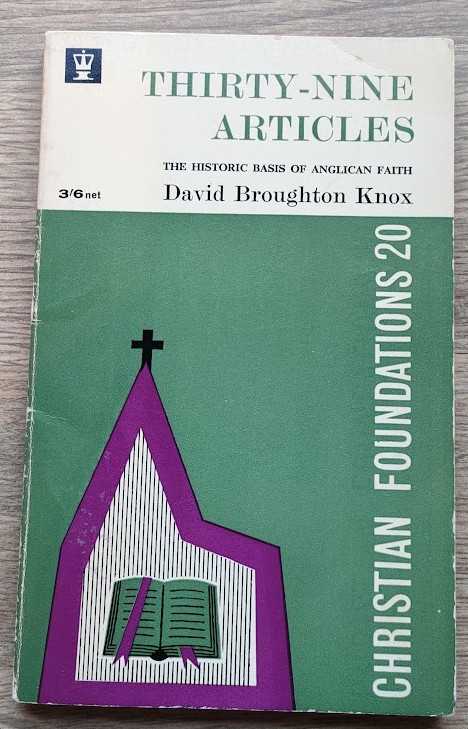 THIRTY-NINE
ARTICLES
THE HISTORIC BASIS OF ANGLICAN FAITH
3/6 net
David Broughton Knox
CHRISTIAN FOUNDATIONS 20